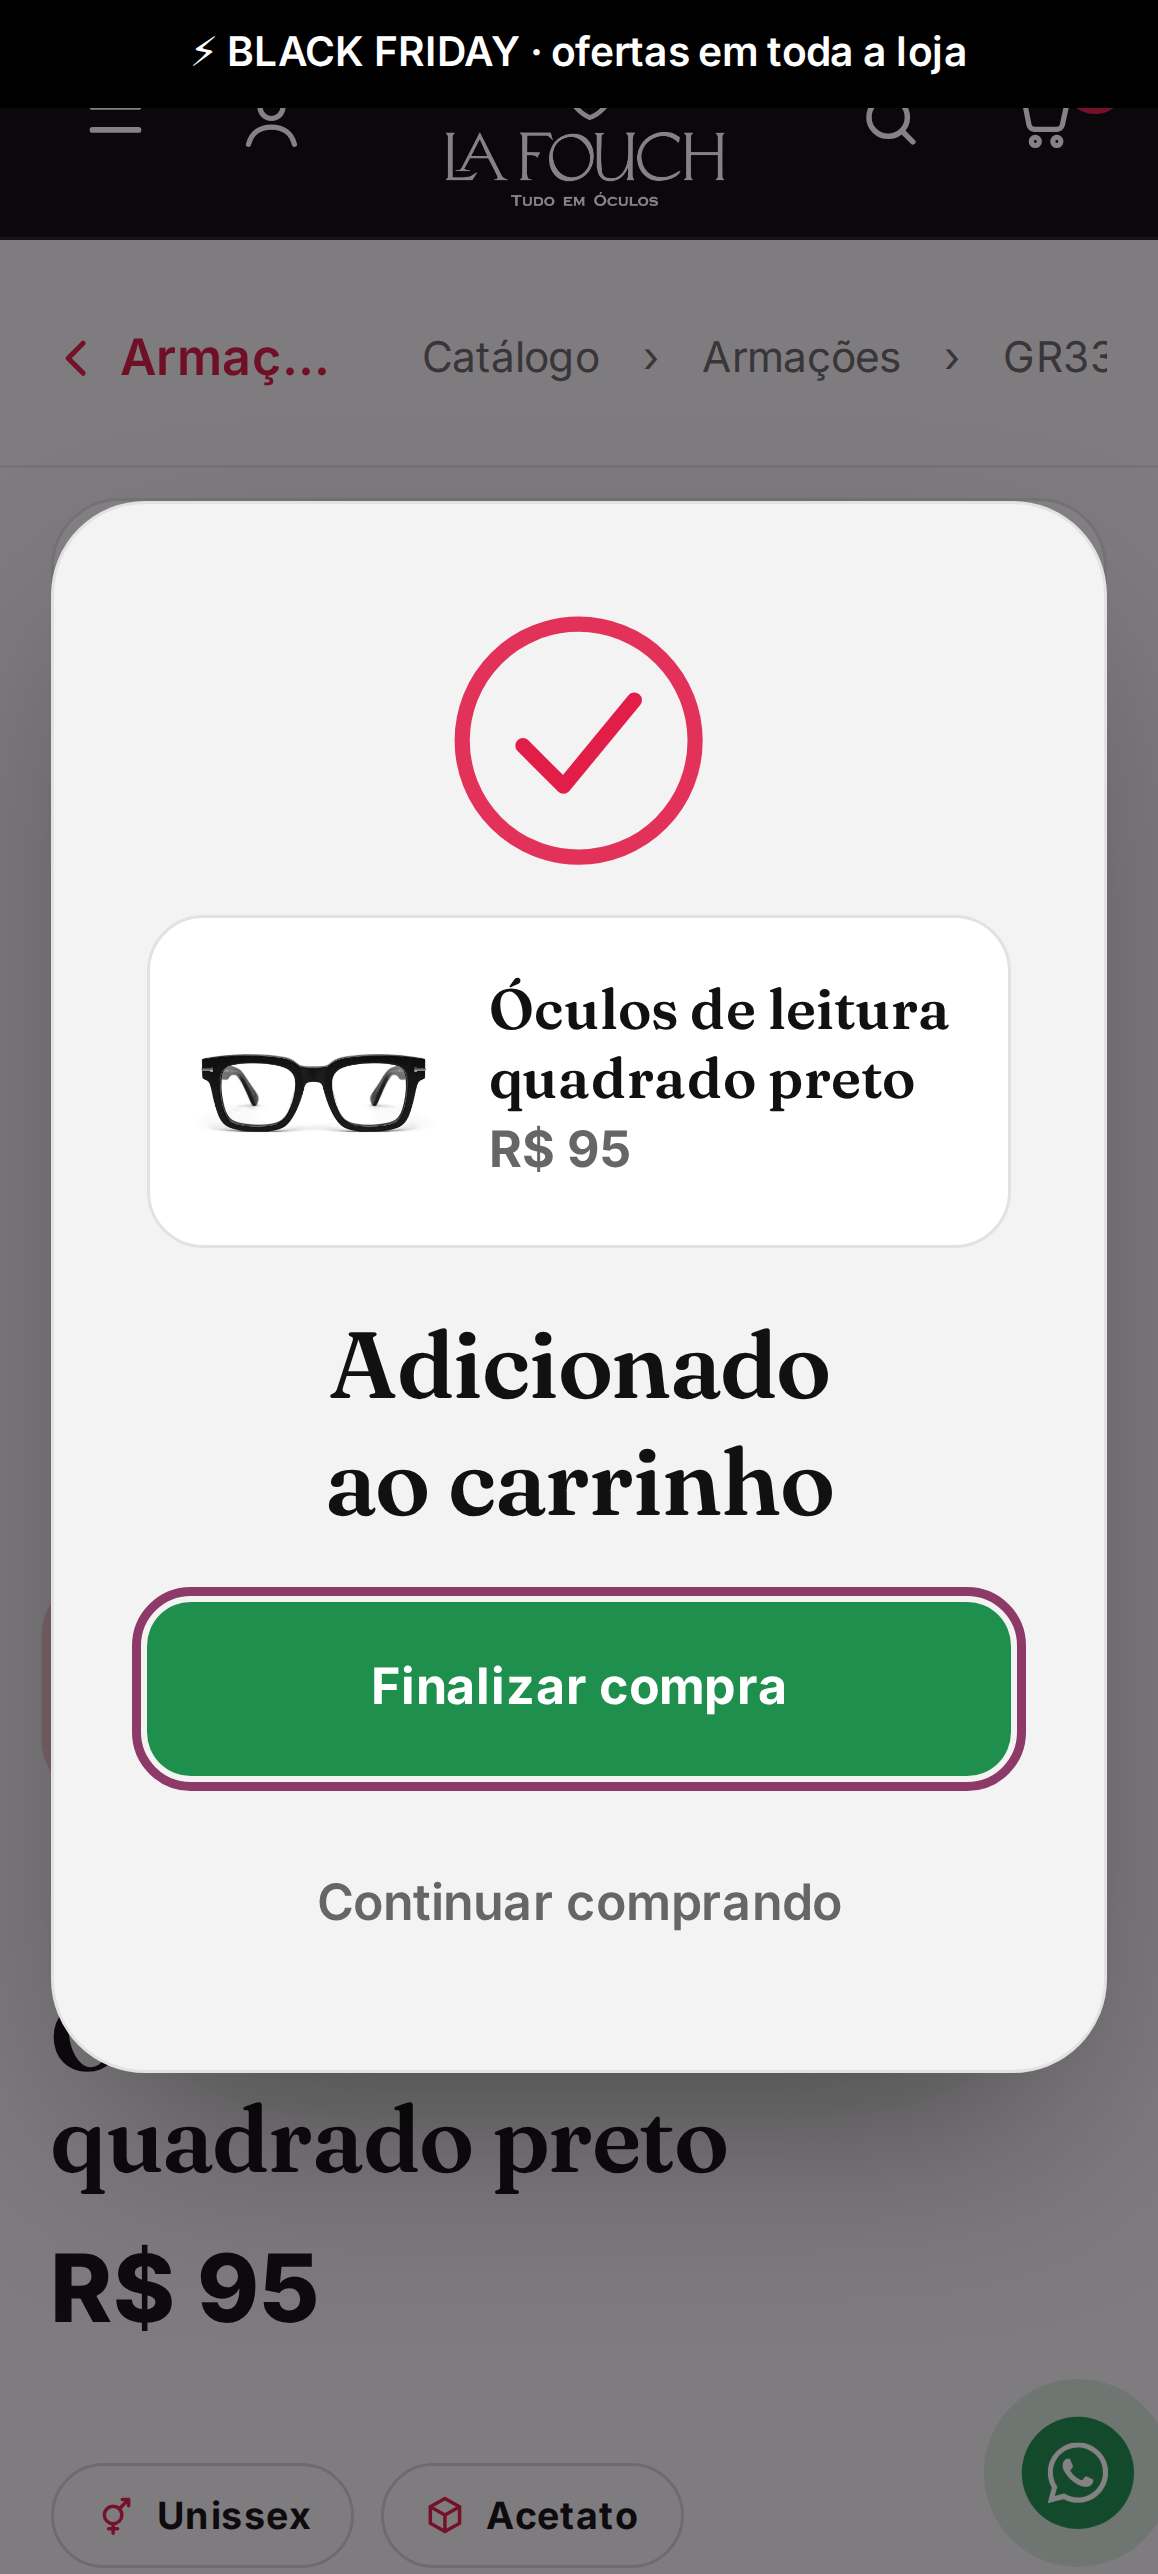 ⚡ BLACK FRIDAY · ofertas em toda a loja
LA FOUCH
Tudo em Óculos
Armaç... Catálogo › Armações › GR33
Óculos de leitura
quadrado preto
R$ 95
Adicionado
ao carrinho
Finalizar compra
Continuar comprando
quadrado preto
R$ 95
Unissex Acetato